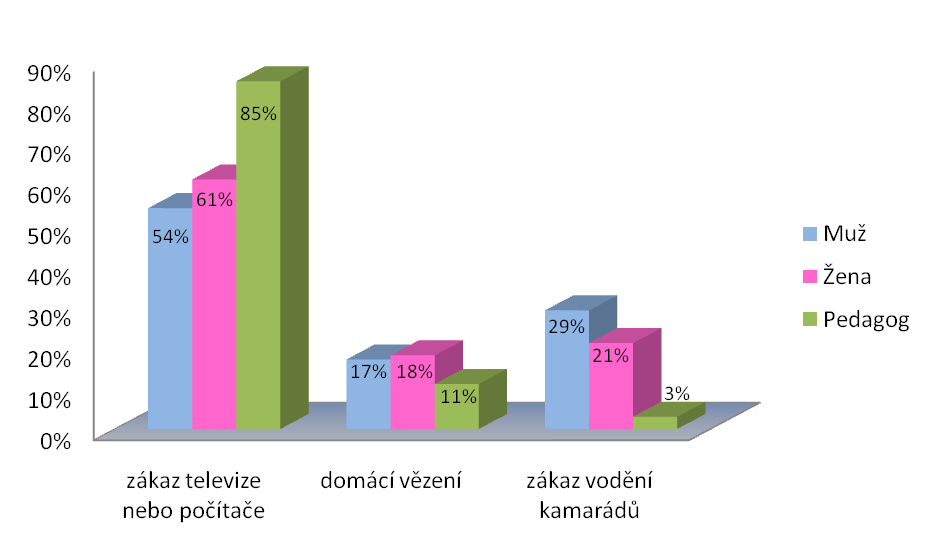 90%
80%
70%
60%
50%
40%
30%
20%
10%
0%
54%
61%
85%
17%
18%
11%
29%
21%
3%
zákaz televize
nebo počítače
domácí vězení
zákaz vodění
kamarádů
Muž
Žena
Pedagog